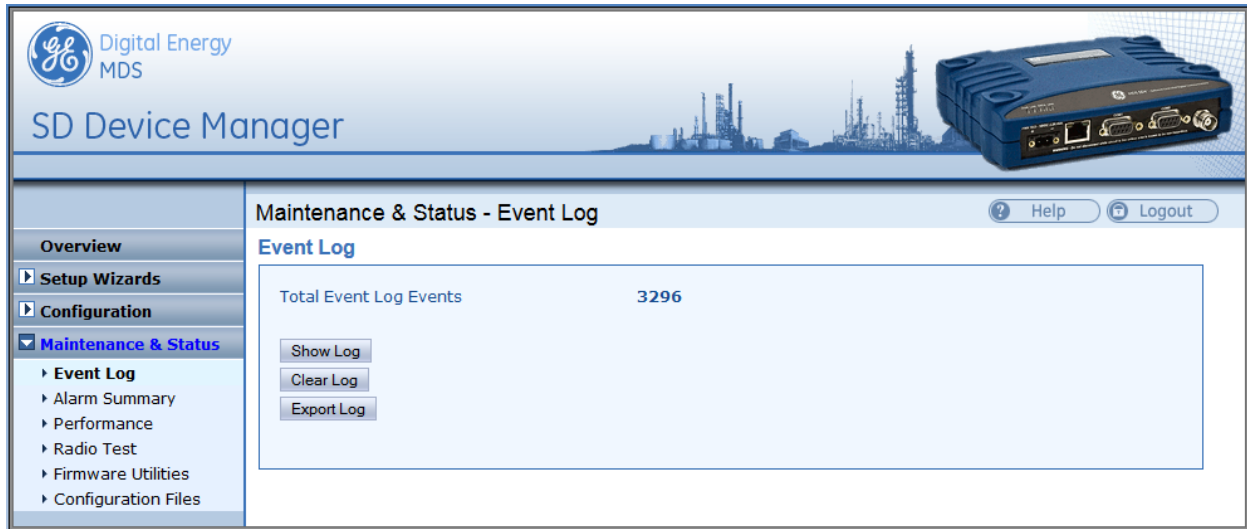 Digital Energy
MDS
SD Device Manager
Maintenance & Status - Event Log
Help
Logout
Overview
Setup Wizards
Configuration
Maintenance & Status
Event Log
Alarm Summary
Performance
Radio Test
Firmware Utilities
Configuration Files
Event Log
Total Event Log Events 3296
Show Log
Clear Log
Export Log